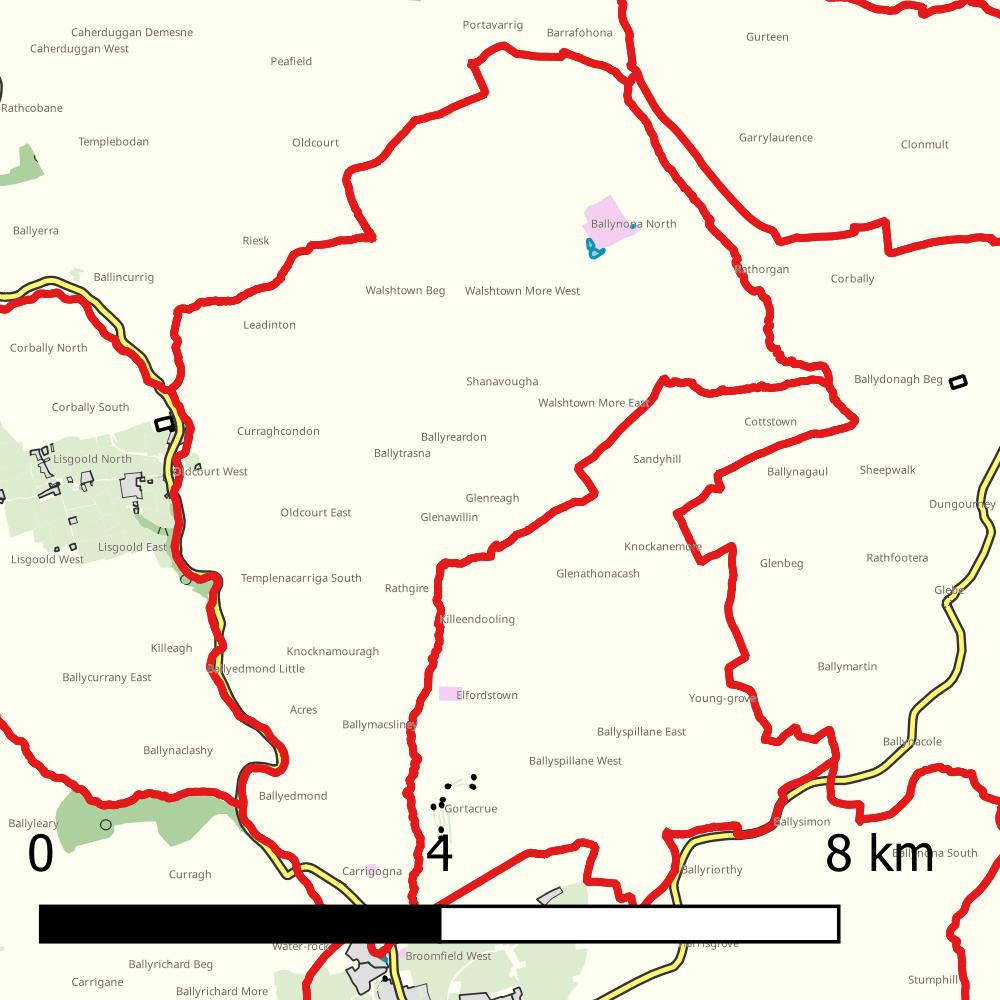 Portavarrig
Caherduggan Demesne
Barrafohona
Gurteen
Caherduggan West
Peafield
Rathcobane
Templebodan
Oldcourt
Garrylaurence
Clonmult
Ballynona North
Ballyerra
Riesk
Rathorgan
Ballincurrig
Corbally
Walshtown Beg
Walshtown More West
Leadinton
Corbally North
Shanavougha
Ballydonagh Beg
Walshtown More East
Corbally South
Cottstown
Curraghcondon
Ballyreardon
Ballytrasna
Lisgoold North
Sandyhill
Oldcourt West
Ballynagaul
Sheepwalk
Glenreagh
Dungourney
Oldcourt East
Glenawillin
Lisgoold East
Knockanemore
Lisgoold West
Rathfootera
Glenbeg
Glenathonacash
Templenacarriga South
Rathgire
Glebe
Killeendooling
Killeagh
Knocknamouragh
Ballyedmond Little
Ballymartin
Ballycurrany East
Elfordstown
Young-grove
Acres
Ballymacsliney
Ballyspillane East
Ballynacole
Ballynaclashy
Ballyspillane West
Ballyedmond
Gortacrue
Ballyleary
Ballysimon
0
4
8 km
Ballynona South
Curragh
Carrigogna
Ballyriorthy
Water-rock
Harrisgrove
Broomfield West
Ballyrichard Beg
Carrigane
Stumphill
Ballyrichard More